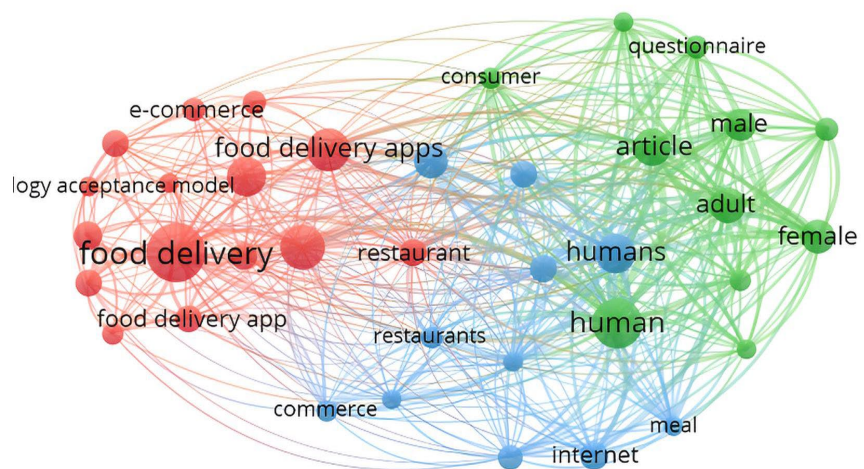 questionnaire
consumer
e-commerce
male
food delivery apps
article
logy acceptance model
adult
female
food delivery
restaurant
humans
food delivery app
human
restaurants
commerce
meal
internet